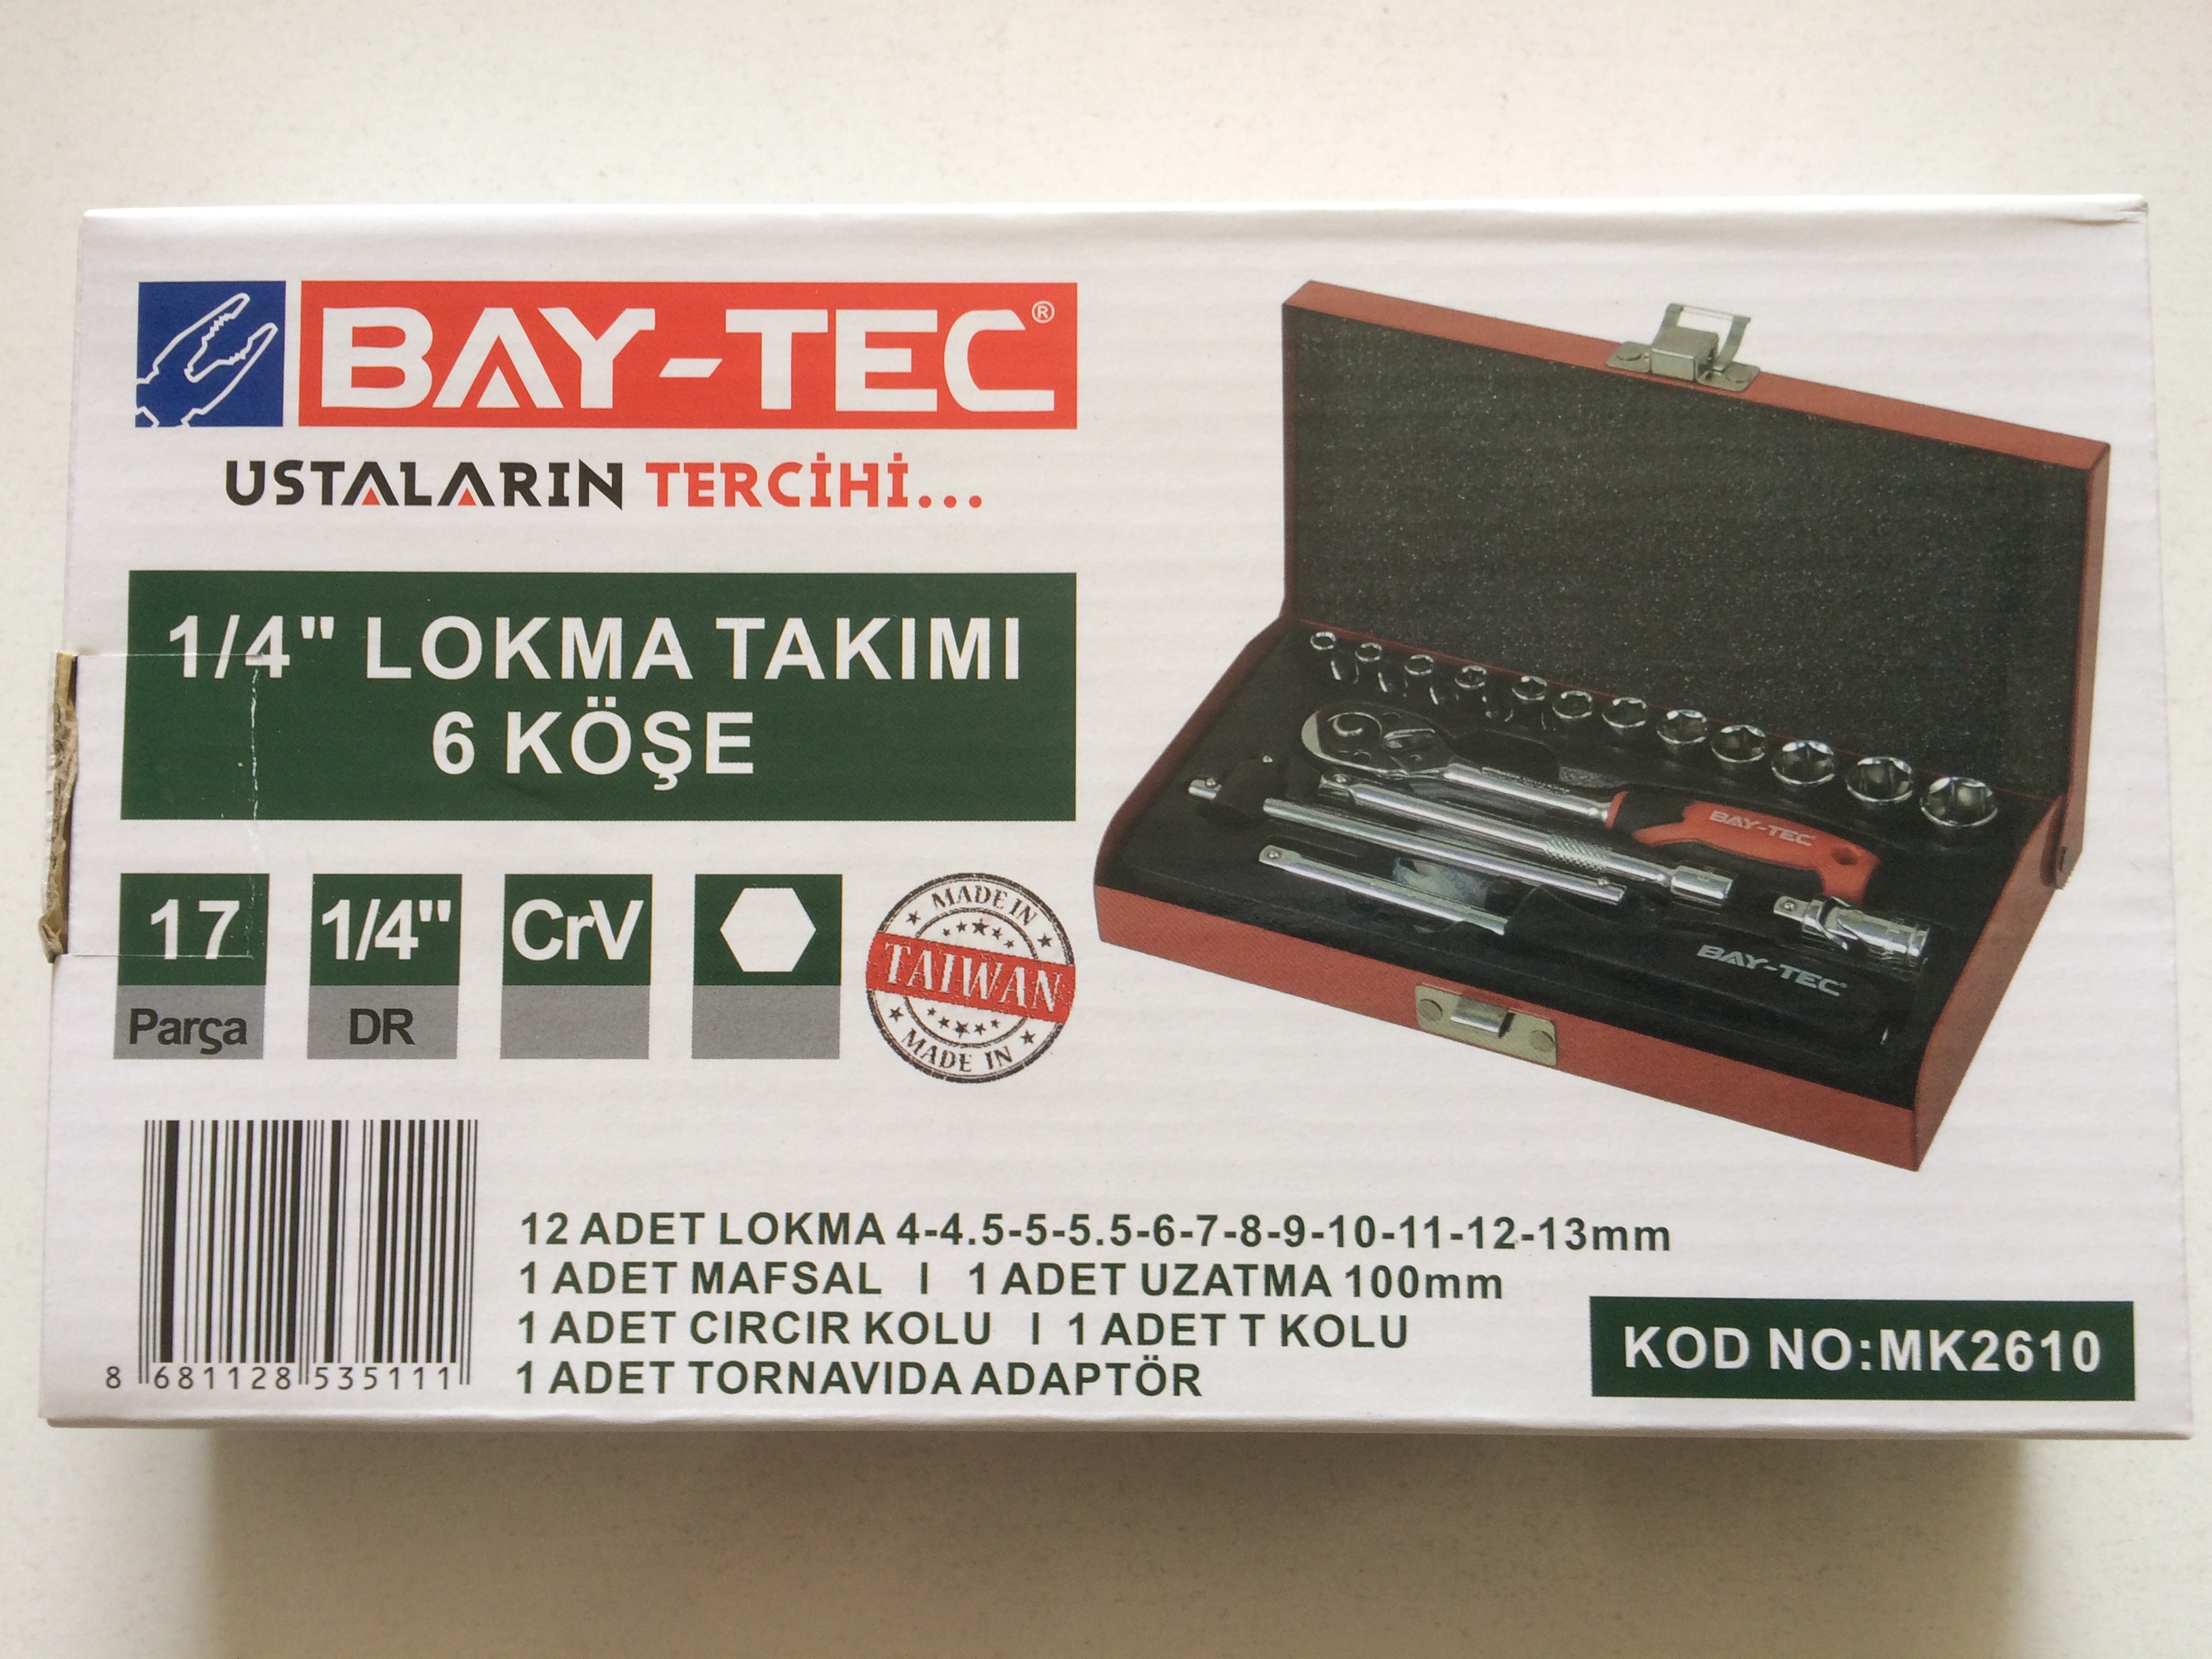 BAY-TEC®
USTALARIN TERCİHİ...
1/4" LOKMA TAKIMI
6 KÖŞE
17
Parça
1/4"
DR
CrV
MADE IN
TAIWAN
MADE IN
BAY-TEC
BAY-TEC
12 ADET LOKMA 4-4.5-5-5.5-6-7-8-9-10-11-12-13mm
1 ADET MAFSAL I 1 ADET UZATMA 100mm
1 ADET CIRCIR KOLU I 1 ADET T KOLU
1 ADET TORNAVIDA ADAPTÖR
KOD NO:MK2610
8 681128 535111